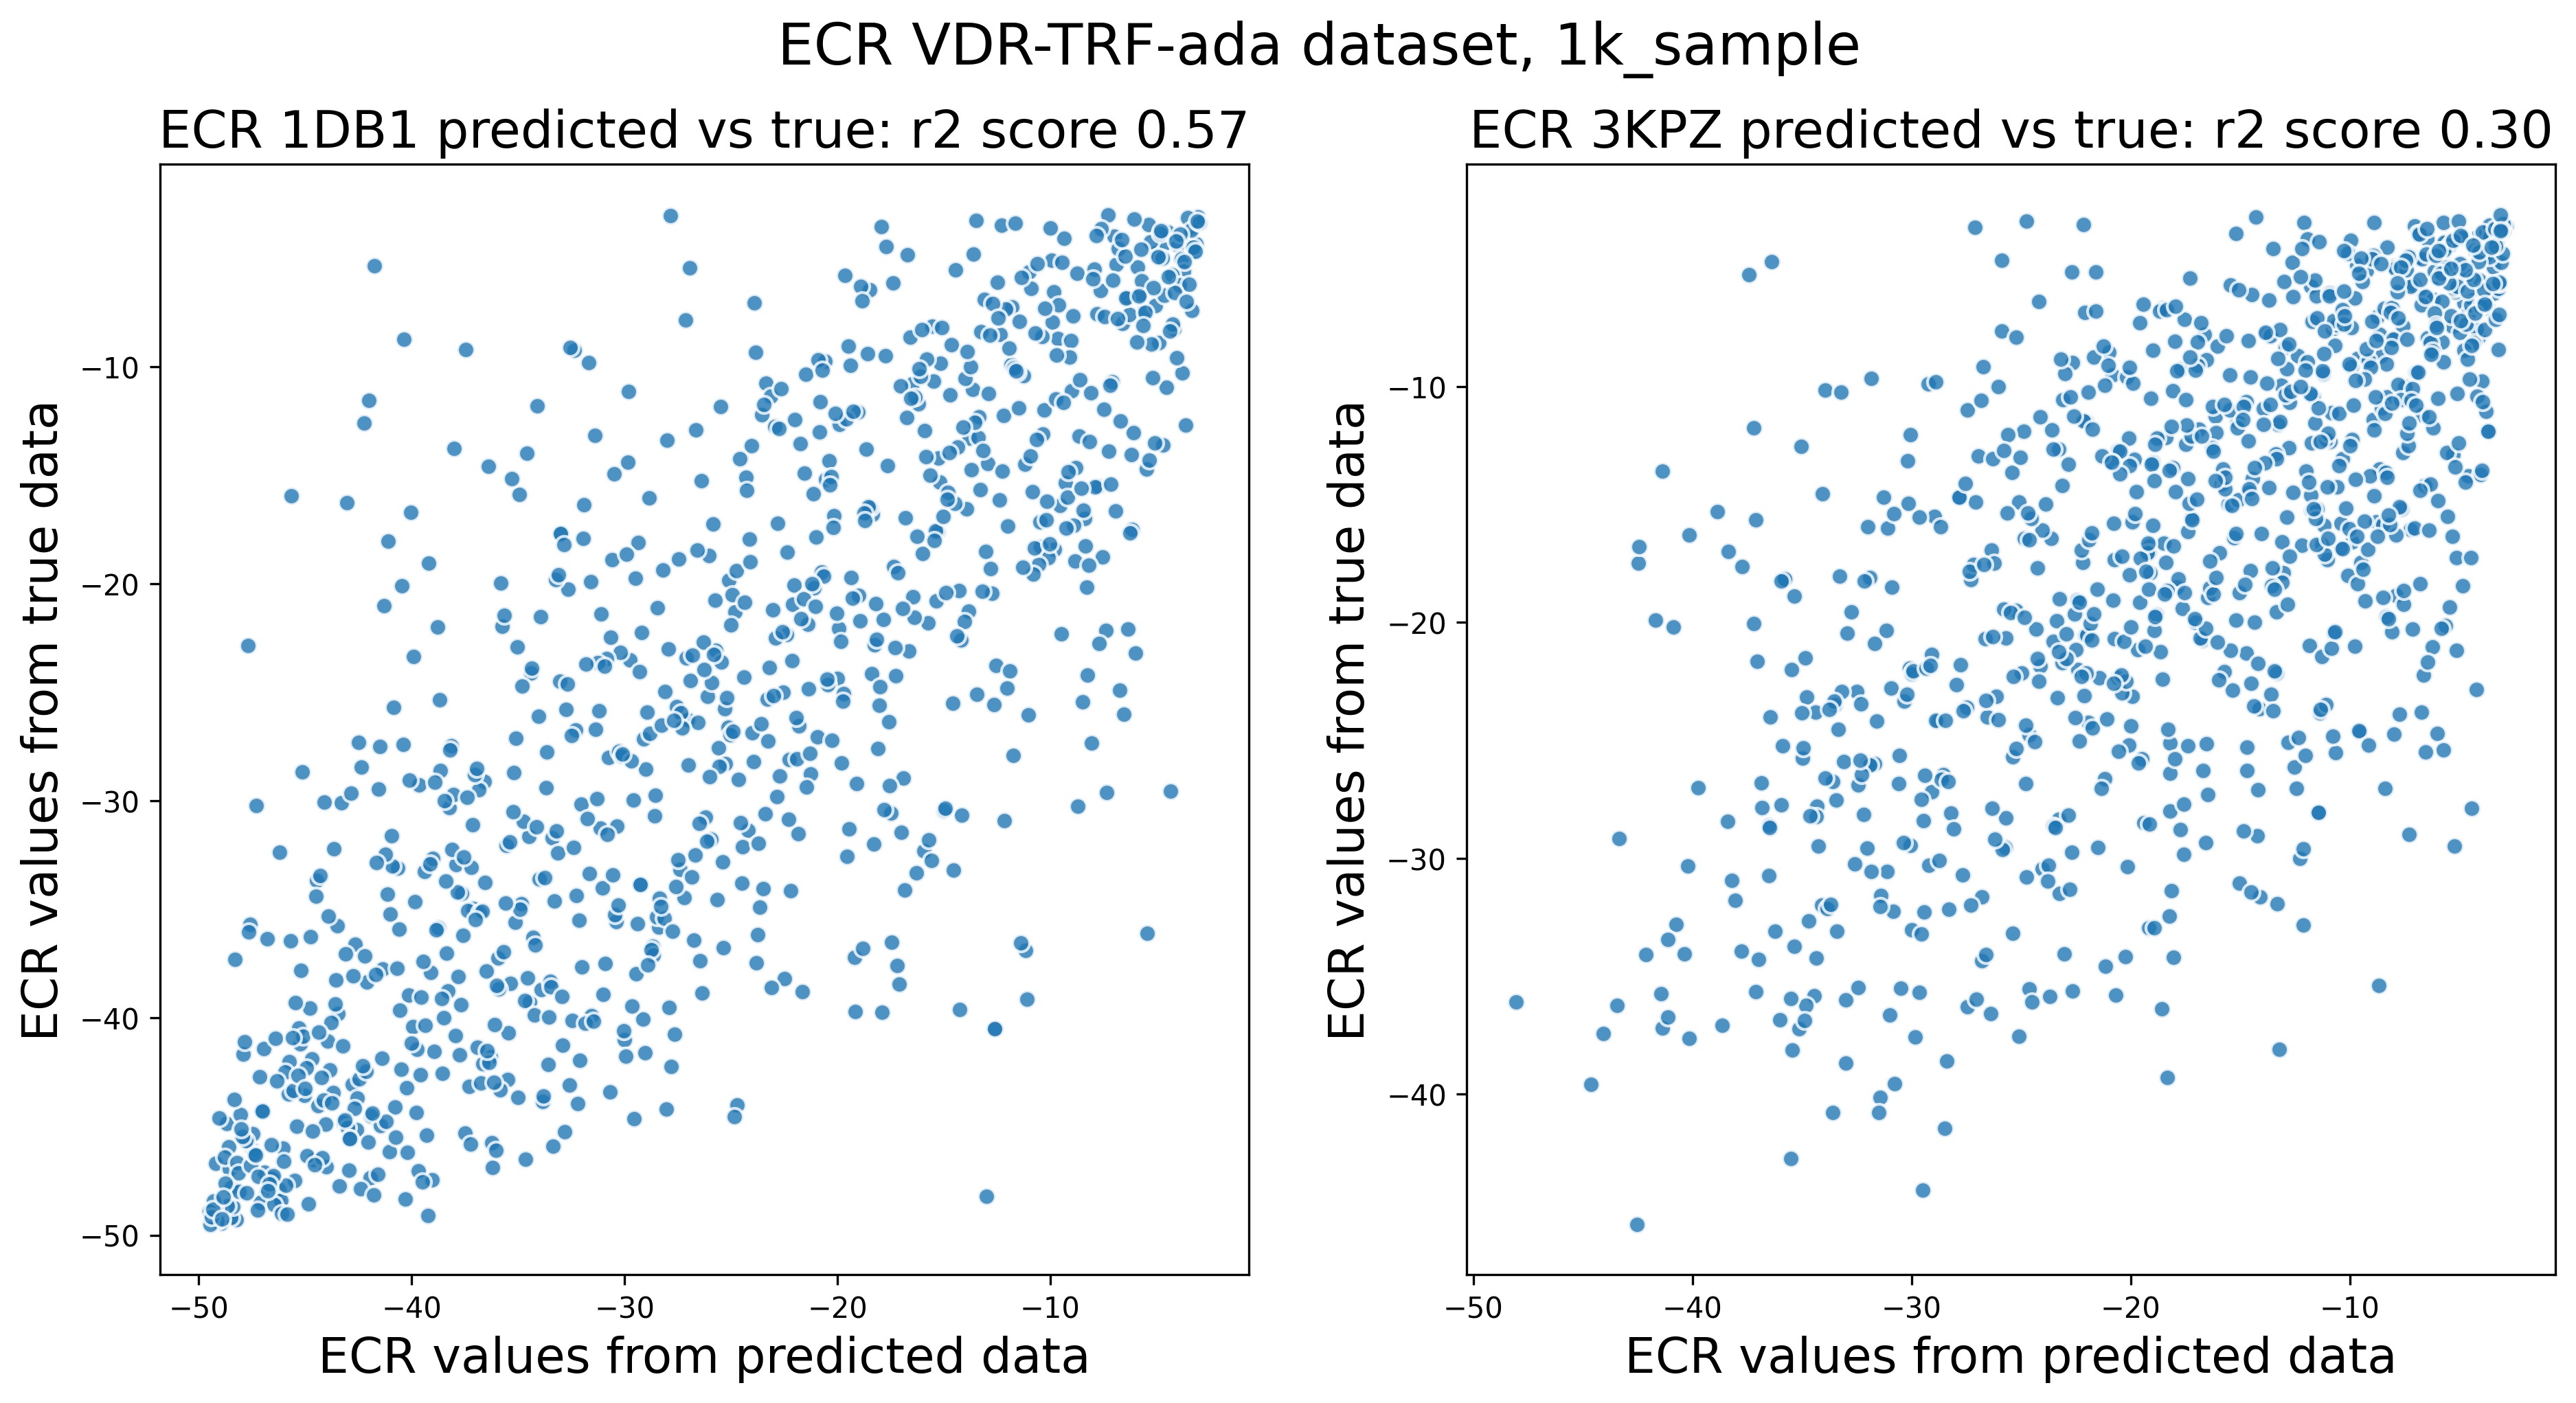 ECR VDR-TRF-ada dataset, 1k_sample
ECR 1DB1 predicted vs true: r2 score 0.57
ECR values from true data
−10
−20
−30
−40
−50
−50 −40 −30 −20 −10
ECR values from predicted data
ECR 3KPZ predicted vs true: r2 score 0.30
ECR values from true data
−10
−20
−30
−40
−50 −40 −30 −20 −10
ECR values from predicted data